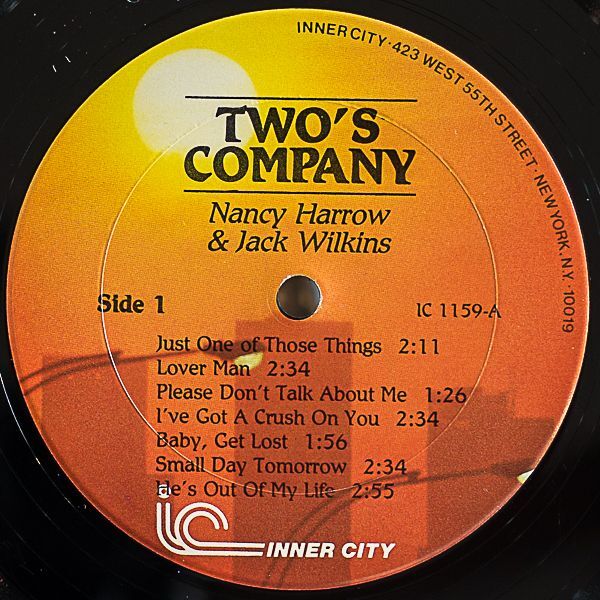 INNER CITY · 423 WEST 55TH STREET · NEW YORK, N.Y. · 10019
TWO'S
COMPANY
Nancy Harrow
& Jack Wilkins
Side 1
IC 1159-A
Just One of Those Things 2:11
Lover Man 2:34
Please Don't Talk About Me 1:26
I've Got A Crush On You 2:34
Baby, Get Lost 1:56
Small Day Tomorrow 2:34
He's Out Of My Life 2:55
ic INNER CITY